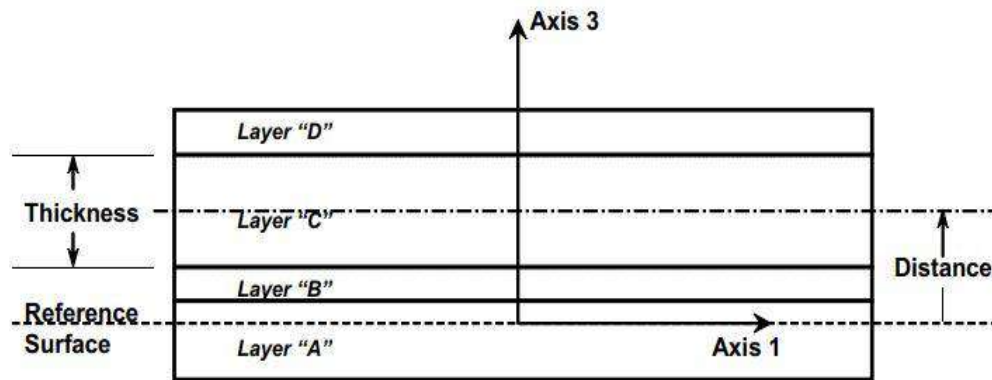 Axis 3
Layer “D”
Thickness
Layer “C”
Distance
Layer “B”
Reference
Surface
Axis 1
Layer “A”